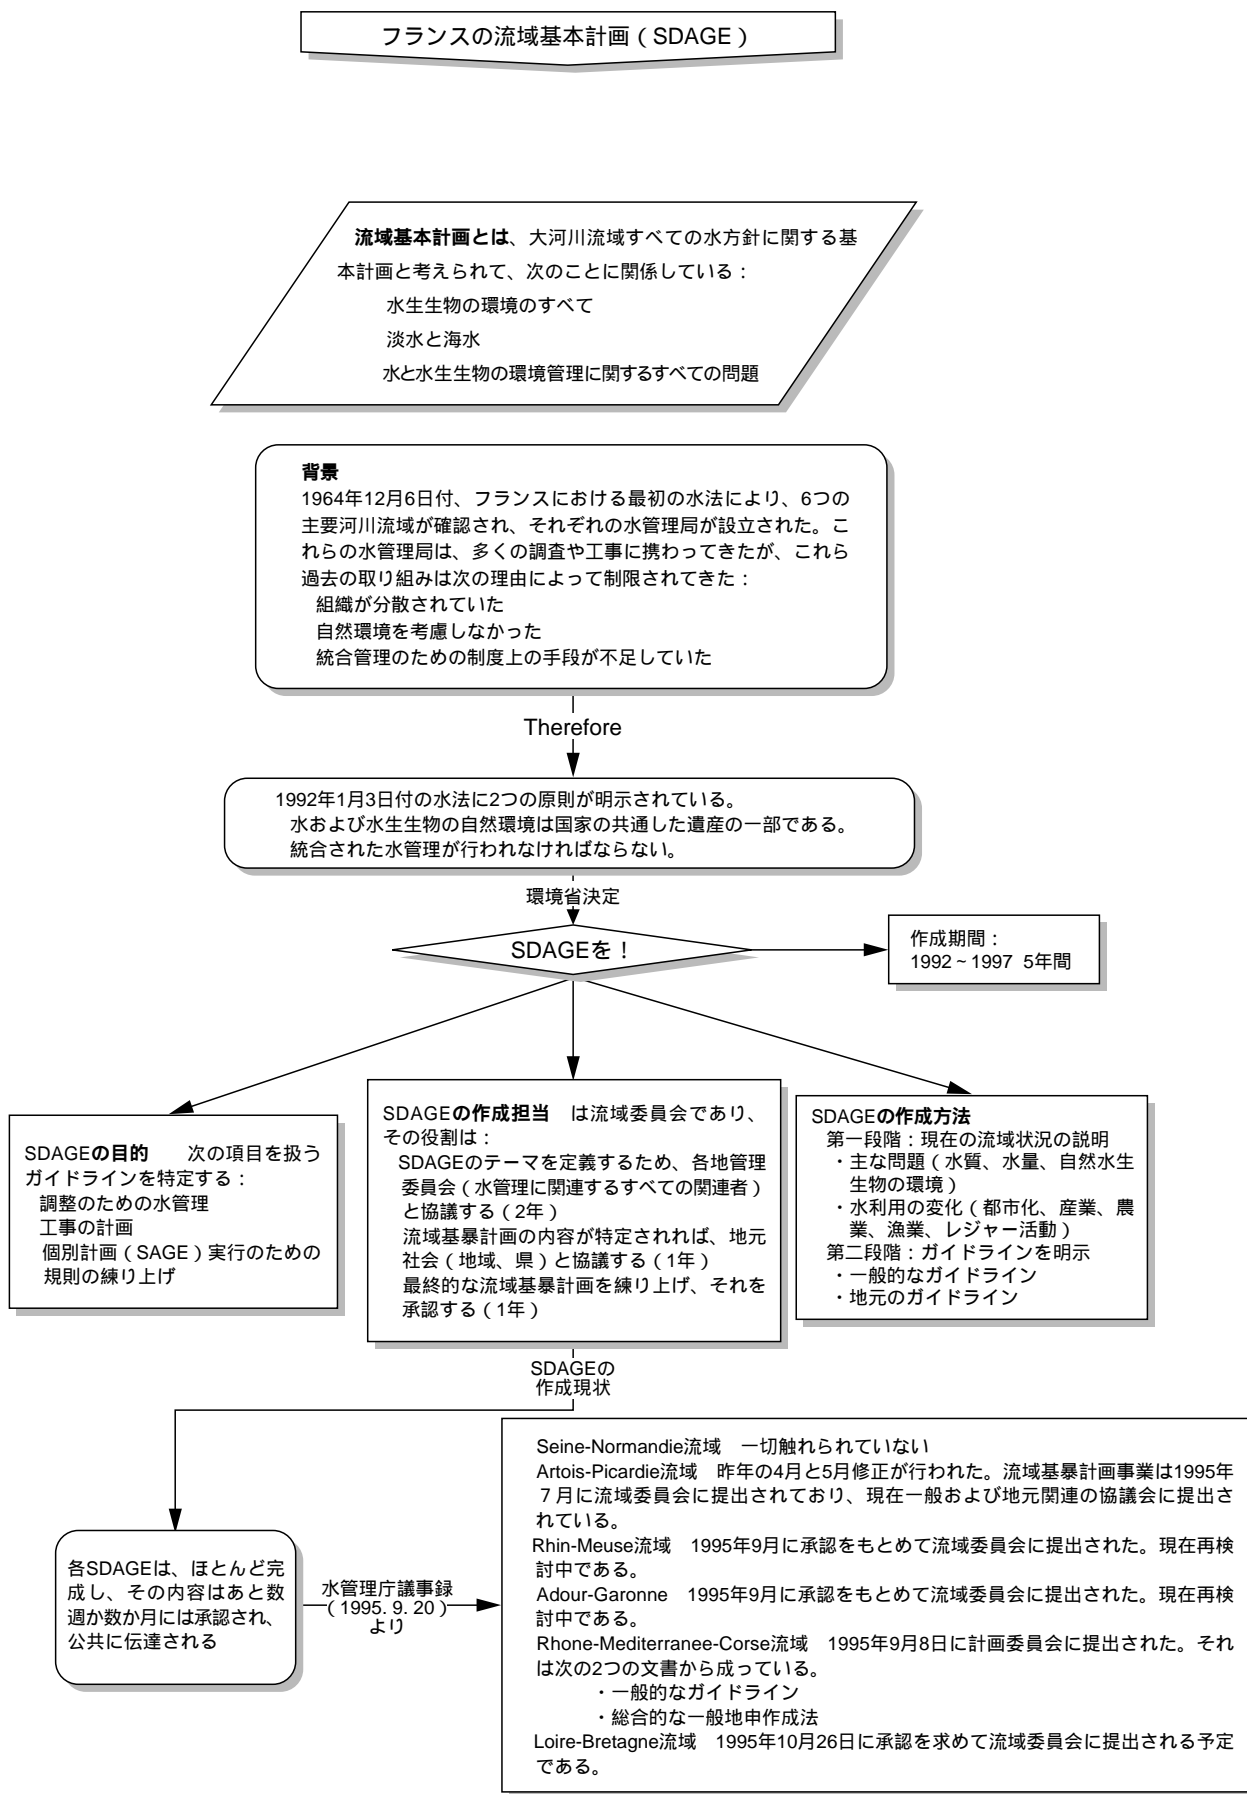 フランスの流域基本計画（SDAGE）
流域基本計画とは、大河川流域すべての水方針に関する基
本計画と考えられて、次のことに関係している：
水生生物の環境のすべて
淡水と海水
水と水生生物の環境管理に関するすべての問題
背景
1964年12月6日付、フランスにおける最初の水法により、6つの
主要河川流域が確認され、それぞれの水管理局が設立された。こ
れらの水管理局は、多くの調査や工事に携わってきたが、これら
過去の取り組みは次の理由によって制限されてきた：
組織が分散されていた
自然環境を考慮しなかった
統合管理のための制度上の手段が不足していた
Therefore
1992年1月3日付の水法に2つの原則が明示されている。
水および水生生物の自然環境は国家の共通した遺産の一部である。
統合された水管理が行われなければならない。
環境省決定
SDAGEを！
作成期間：
1992～1997 5年間
SDAGEの目的　次の項目を扱う
ガイドラインを特定する：
調整のための水管理
工事の計画
個別計画（SAGE）実行のための
規則の練り上げ
SDAGEの作成担当　は流域委員会であり、
その役割は：
SDAGEのテーマを定義するため、各地管理
委員会（水管理に関連するすべての関連者）
と協議する（2年）
流域基暴計画の内容が特定されれば、地元
社会（地域、県）と協議する（1年）
最終的な流域基暴計画を練り上げ、それを
承認する（1年）
SDAGEの作成方法
第一段階：現在の流域状況の説明
・主な問題（水質、水量、自然水生
生物の環境）
・水利用の変化（都市化、産業、農
業、漁業、レジャー活動）
第二段階：ガイドラインを明示
・一般的なガイドライン
・地元のガイドライン
SDAGEの
作成現状
各SDAGEは、ほとんど完
成し、その内容はあと数
週か数か月には承認され、
公共に伝達される
水管理庁議事録
（1995. 9. 20）
より
Seine-Normandie流域　一切触れられていない
Artois-Picardie流域　昨年の4月と5月修正が行われた。流域基暴計画事業は1995年
７月に流域委員会に提出されており、現在一般および地元関連の協議会に提出さ
れている。
Rhin-Meuse流域　1995年9月に承認をもとめて流域委員会に提出された。現在再検
討中である。
Adour-Garonne　1995年9月に承認をもとめて流域委員会に提出された。現在再検
討中である。
Rhone-Mediterranee-Corse流域　1995年9月8日に計画委員会に提出された。それ
は次の2つの文書から成っている。
・一般的なガイドライン
・総合的な一般地申作成法
Loire-Bretagne流域　1995年10月26日に承認を求めて流域委員会に提出される予定
である。